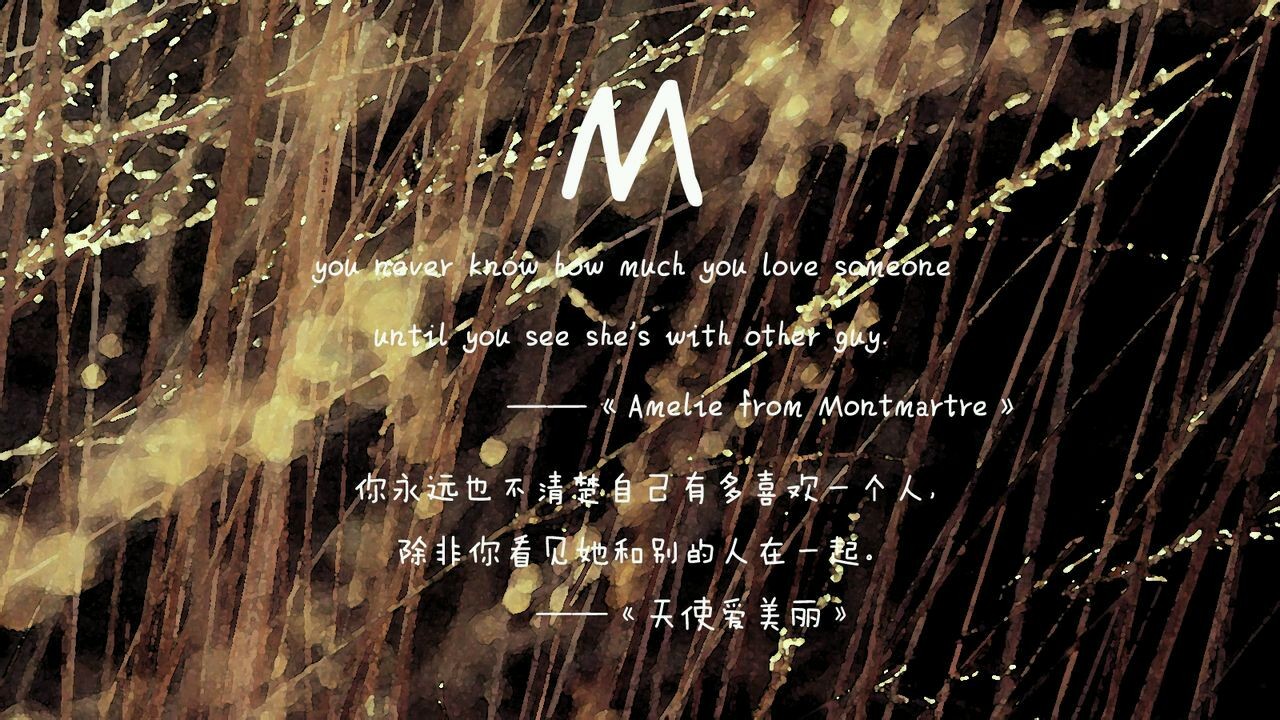 M
you never know how much you love someone
until you see she's with other guy.
——《 Amelie from Montmartre 》
你永远也不清楚自己有多喜欢一个人，
除非你看见她和别的人在一起。
——《 天使爱美丽 》